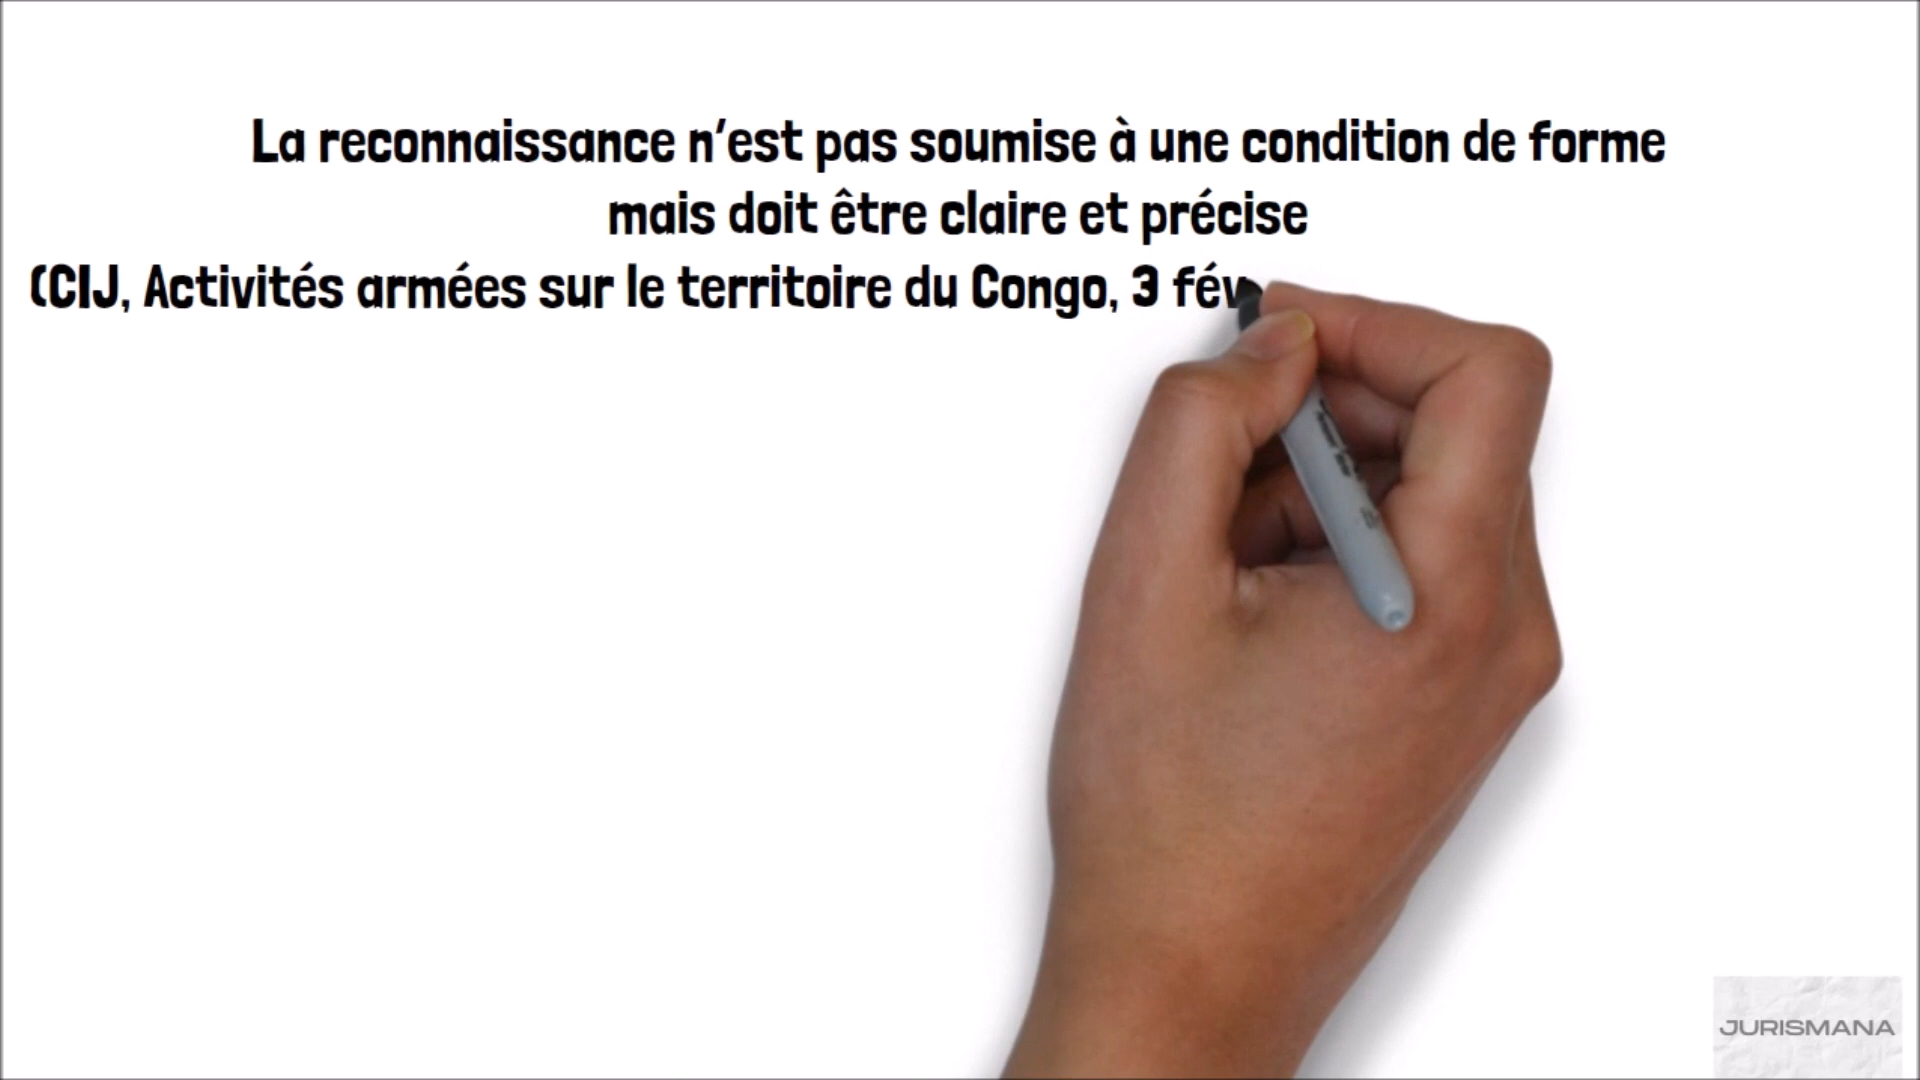 La reconnaissance n'est pas soumise à une condition de forme
mais doit être claire et précise
(CIJ, Activités armées sur le territoire du Congo, 3 fév
JURISMANA